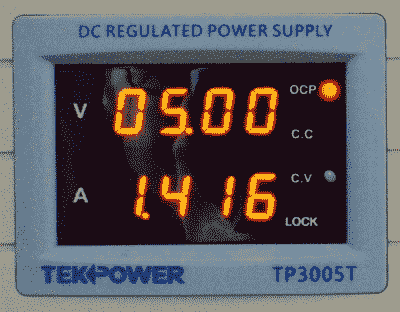 DC REGULATED POWER SUPPLY
V 05.00 OCP
C.C
A 1.416 C.V
LOCK
TEKPOWER TP3005T